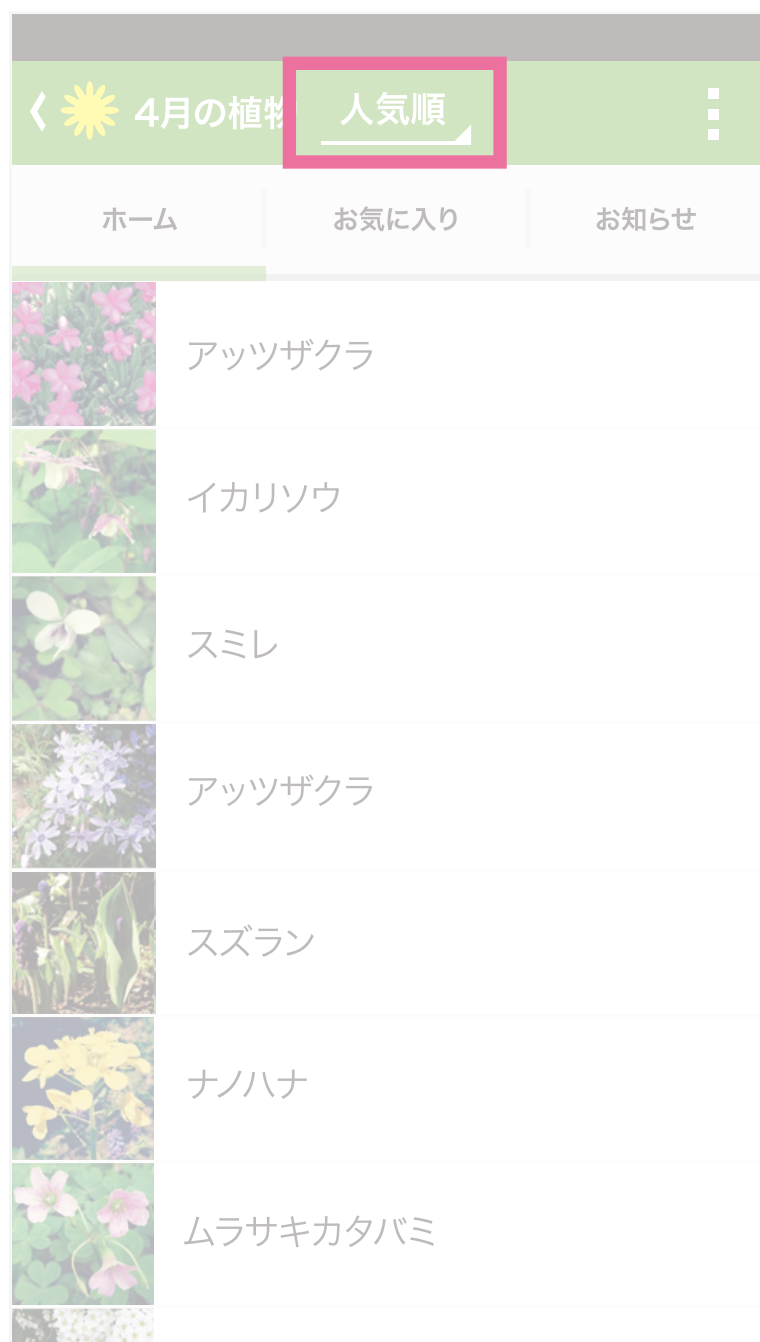 4月の植物 人気順
ホーム お気に入り お知らせ
アッツザクラ
イカリソウ
スミレ
アッツザクラ
スズラン
ナノハナ
ムラサキカタバミ